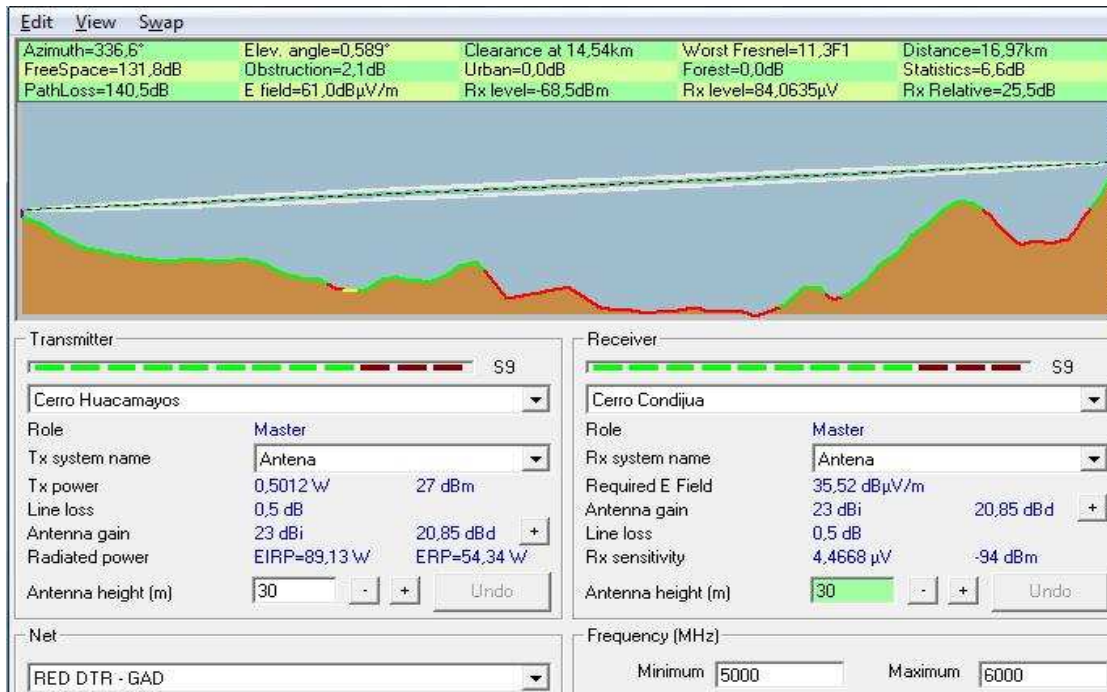 Edit View Swap
Azimuth=336,6° Elev. angle=0,589° Clearance at 14,54km Worst Fresnel=11,3F1 Distance=16,97km
FreeSpace=131,8dB Obstruction=2,1dB Urban=0,0dB Forest=0,0dB Statistics=6,6dB
PathLoss=140,5dB E field=61,0dBµV/m Rx level=-68,5dBm Rx level=84,0635µV Rx Relative=25,5dB
Transmitter
S9
Cerro Huacamayos
Role Master
Tx system name Antena
Tx power 0,5012 W 27 dBm
Line loss 0,5 dB
Antenna gain 23 dBi 20,85 dBd +
Radiated power EIRP=89,13 W ERP=54,34 W
Antenna height (m) 30 - + Undo
Net
RED DTR - GAD
Receiver
S9
Cerro Condijua
Role Master
Rx system name Antena
Required E Field 35,52 dBµV/m
Antenna gain 23 dBi 20,85 dBd +
Line loss 0,5 dB
Rx sensitivity 4,4668 µV -94 dBm
Antenna height (m) 30 - + Undo
Frequency (MHz)
Minimum 5000 Maximum 6000